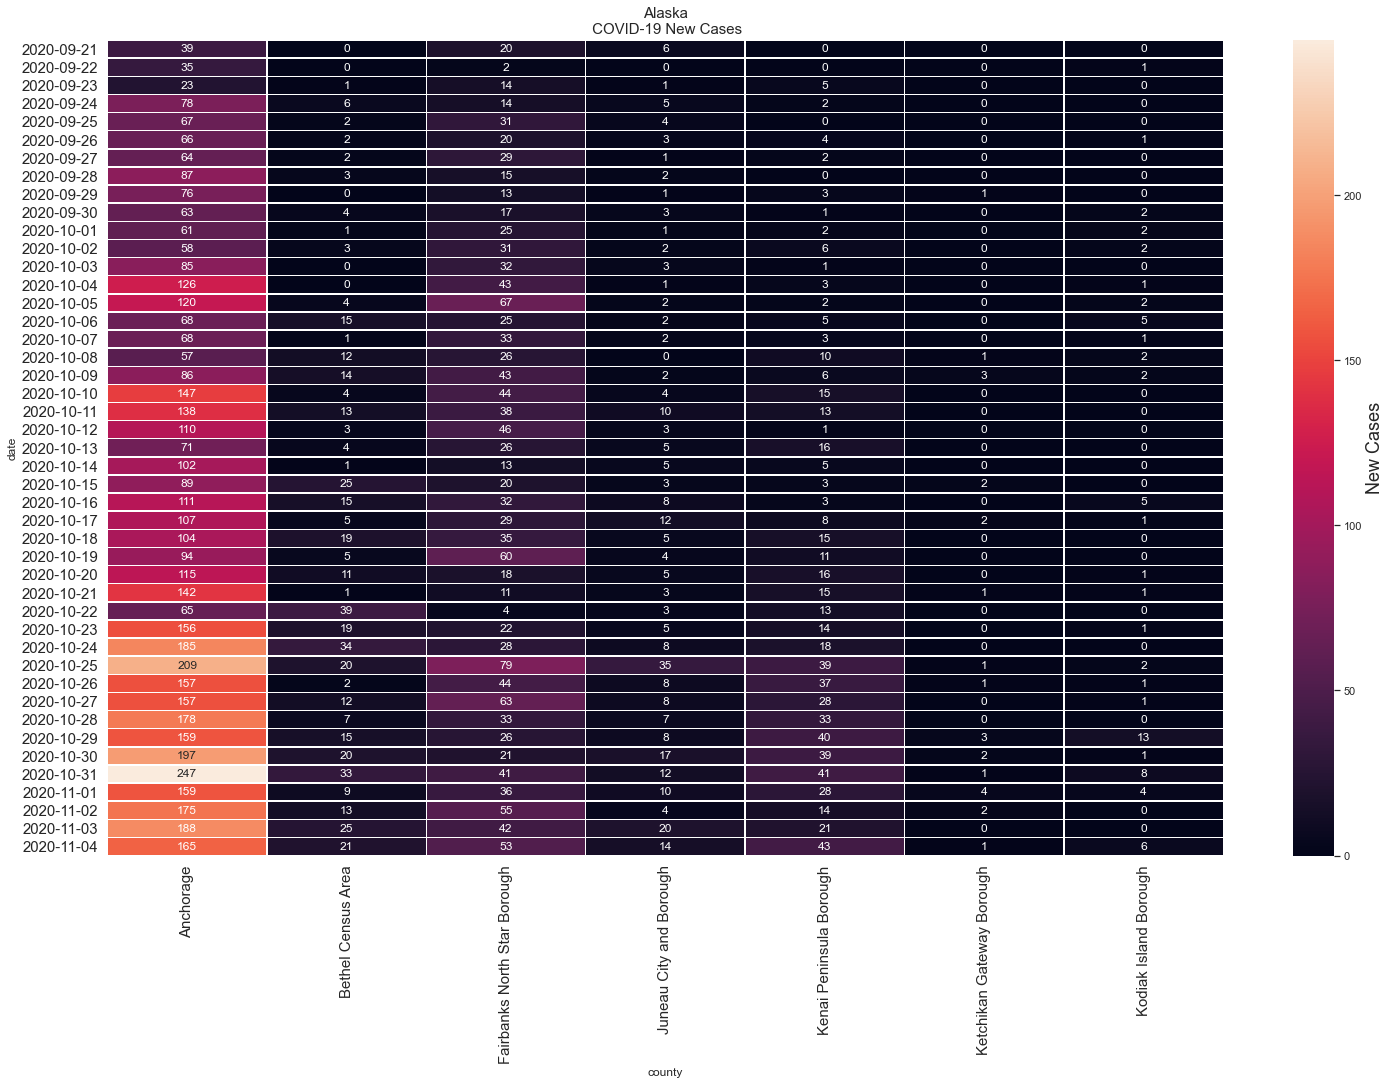 Alaska
COVID-19 New Cases
2020-09-21 39 0 20 6 0 0 0
2020-09-22 35 0 2 0 0 0 1
2020-09-23 23 1 14 1 5 0 0
2020-09-24 78 6 14 5 2 0 0
2020-09-25 67 2 31 4 0 0 0
2020-09-26 66 2 20 3 4 0 1
2020-09-27 64 2 29 1 2 0 0
2020-09-28 87 3 15 2 0 0 0
2020-09-29 76 0 13 1 3 1 0
2020-09-30 63 4 17 3 1 0 2
2020-10-01 61 1 25 1 2 0 2
2020-10-02 58 3 31 2 6 0 2
2020-10-03 85 0 32 3 1 0 0
2020-10-04 126 0 43 1 3 0 1
2020-10-05 120 4 67 2 2 0 2
2020-10-06 68 15 25 2 5 0 5
2020-10-07 68 1 33 2 3 0 1
2020-10-08 57 12 26 0 10 1 2
2020-10-09 86 14 43 2 6 3 2
2020-10-10 147 4 44 4 15 0 0
2020-10-11 138 13 38 10 13 0 0
2020-10-12 110 3 46 3 1 0 0
2020-10-13 71 4 26 5 16 0 0
2020-10-14 102 1 13 5 5 0 0
2020-10-15 89 25 20 3 3 2 0
2020-10-16 111 15 32 8 3 0 5
2020-10-17 107 5 29 12 8 2 1
2020-10-18 104 19 35 5 15 0 0
2020-10-19 94 5 60 4 11 0 0
2020-10-20 115 11 18 5 16 0 1
2020-10-21 142 1 11 3 15 1 1
2020-10-22 65 39 4 3 13 0 0
2020-10-23 156 19 22 5 14 0 1
2020-10-24 185 34 28 8 18 0 0
2020-10-25 209 20 79 35 39 1 2
2020-10-26 157 2 44 8 37 1 1
2020-10-27 157 12 63 8 28 0 1
2020-10-28 178 7 33 7 33 0 0
2020-10-29 159 15 26 8 40 3 13
2020-10-30 197 20 21 17 39 2 1
2020-10-31 247 33 41 12 41 1 8
2020-11-01 159 9 36 10 28 4 4
2020-11-02 175 13 55 4 14 2 0
2020-11-03 188 25 42 20 21 0 0
2020-11-04 165 21 53 14 43 1 6
date
Anchorage
Bethel Census Area
Fairbanks North Star Borough
Juneau City and Borough
Kenai Peninsula Borough
Ketchikan Gateway Borough
Kodiak Island Borough
county
200
150
100
50
0
New Cases